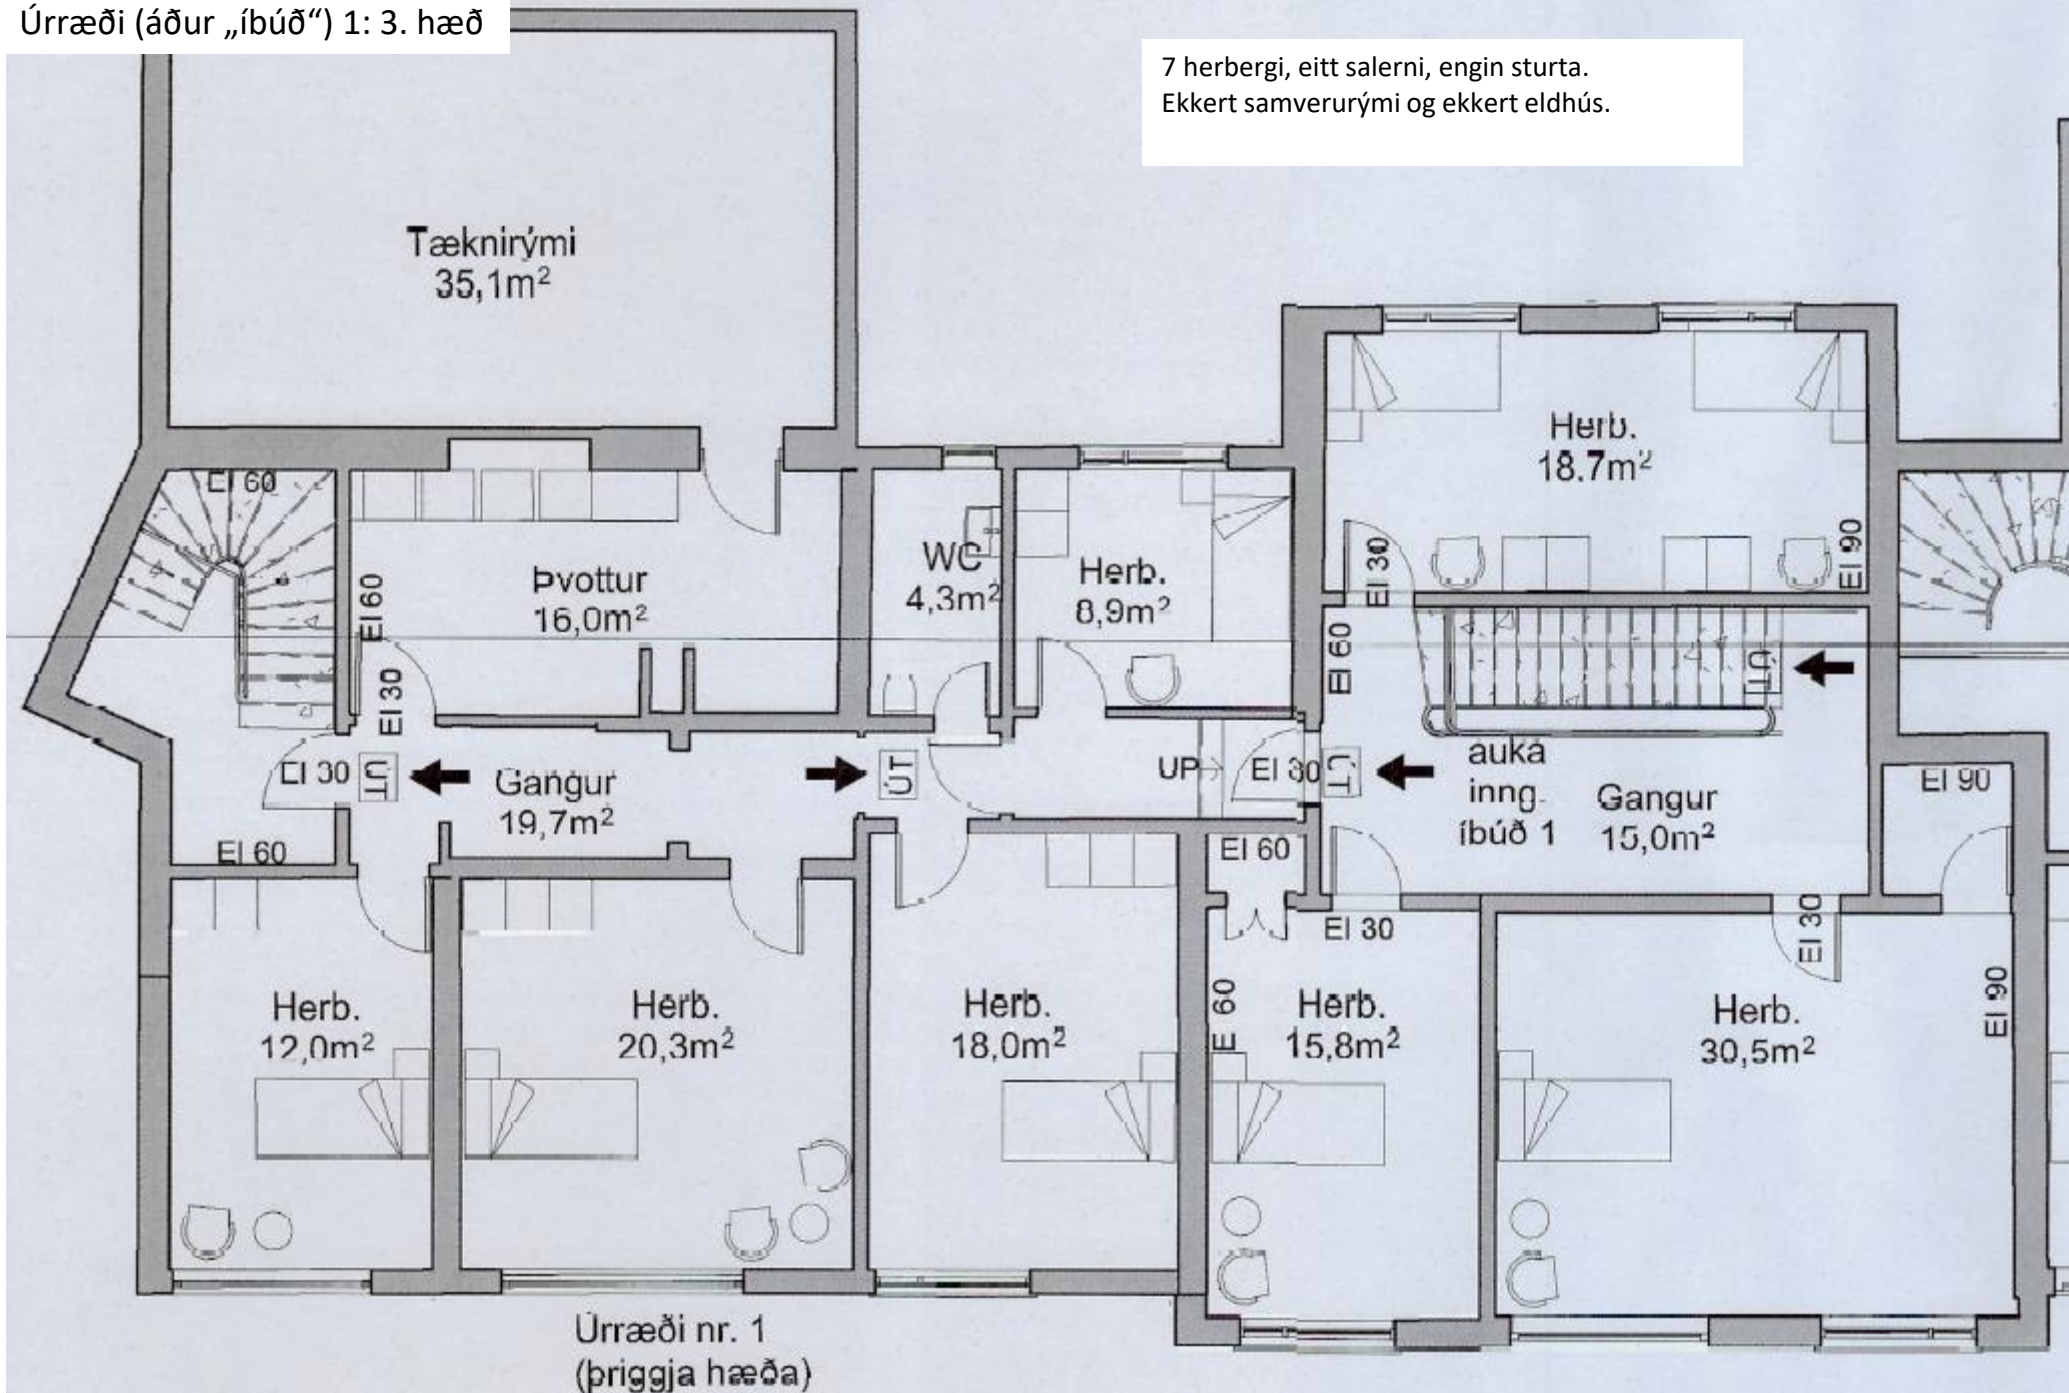 Úrræði (áður „íbúð“) 1: 3. hæð
7 herbergi, eitt salerni, engin sturta.
Ekkert samverurými og ekkert eldhús.
Tæknirými
35,1m²
Herb.
18.7m²
EI 60
EI 60
Þvottur
16,0m²
WC
4,3m²
Herb.
8,9m²
EI 30
EI 90
EI 60
EI 30
ÚT
EI 30
ÚT
Gangur
19,7m²
ÚT
UP
EI 30
ÚT
auka
inng.
íbúð 1
Gangur
15,0m²
EI 90
EI 60
EI 60
EI 30
EI 30
Herb.
12,0m²
Herb.
20,3m²
Herb.
18,0m²
E 60
Herb.
15,8m²
Herb.
30,5m²
EI 90
Úrræði nr. 1
(þriggja hæða)